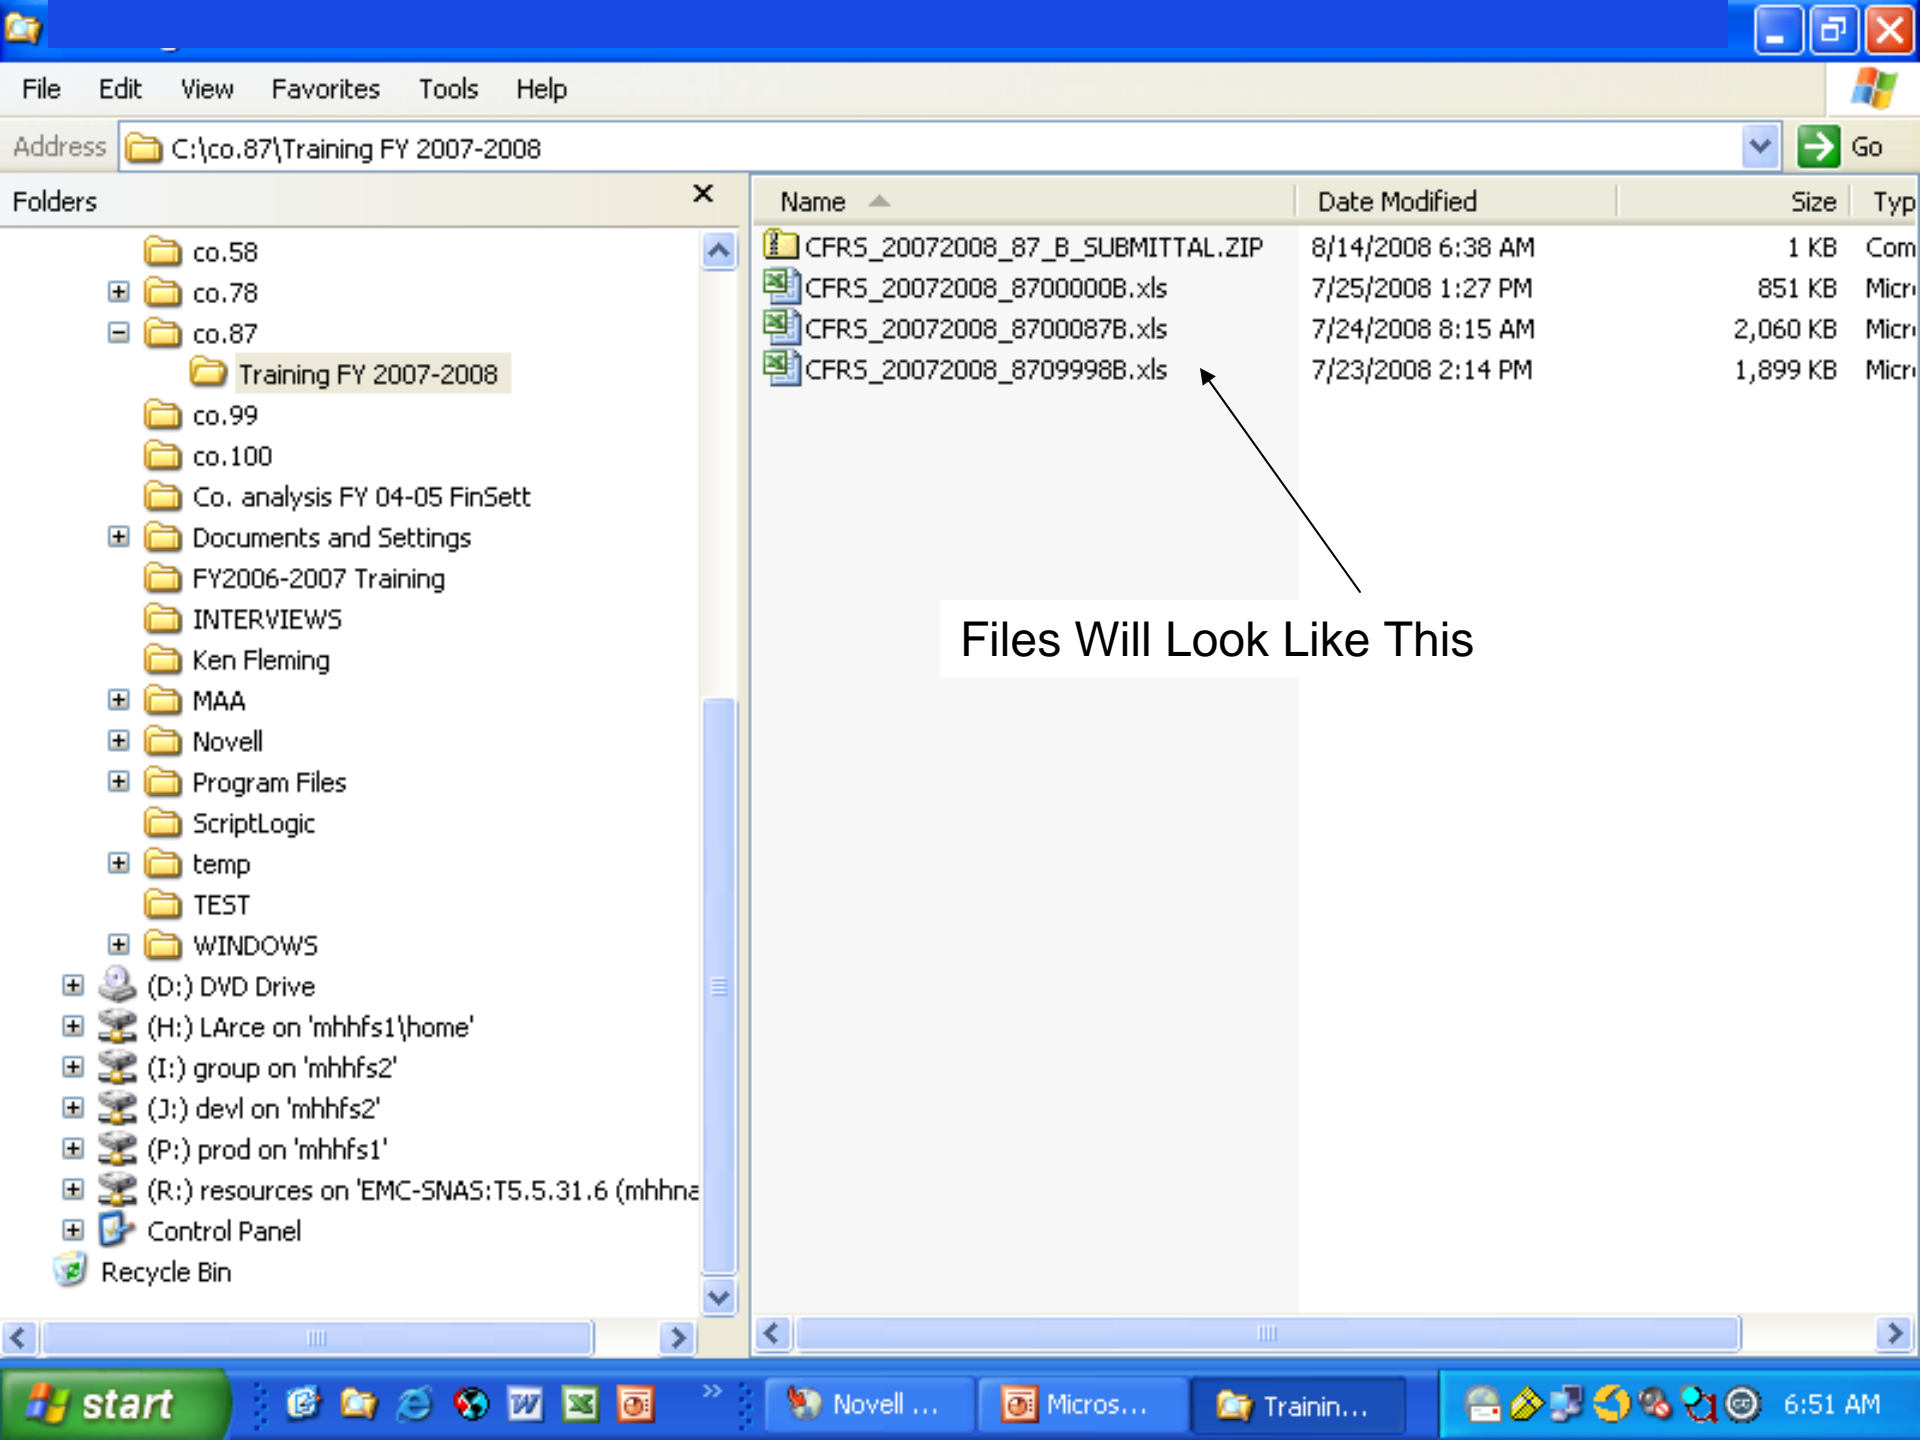 File Edit View Favorites Tools Help
Address C:\co.87\Training FY 2007-2008 Go
Folders
co.58
co.78
co.87
Training FY 2007-2008
co.99
co.100
Co. analysis FY 04-05 FinSett
Documents and Settings
FY2006-2007 Training
INTERVIEWS
Ken Fleming
MAA
Novell
Program Files
ScriptLogic
temp
TEST
WINDOWS
(D:) DVD Drive
(H:) LArce on 'mhhfs1\home'
(I:) group on 'mhhfs2'
(J:) devl on 'mhhfs2'
(P:) prod on 'mhhfs1'
(R:) resources on 'EMC-SNAS:T5.5.31.6 (mhhna
Control Panel
Recycle Bin
Name Date Modified Size Typ
CFRS_20072008_87_B_SUBMITTAL.ZIP 8/14/2008 6:38 AM 1 KB Com
CFRS_20072008_8700000B.xls 7/25/2008 1:27 PM 851 KB Micr
CFRS_20072008_8700087B.xls 7/24/2008 8:15 AM 2,060 KB Micr
CFRS_20072008_8709998B.xls 7/23/2008 2:14 PM 1,899 KB Micr
Files Will Look Like This
start Novell ... Micros... Trainin... 6:51 AM